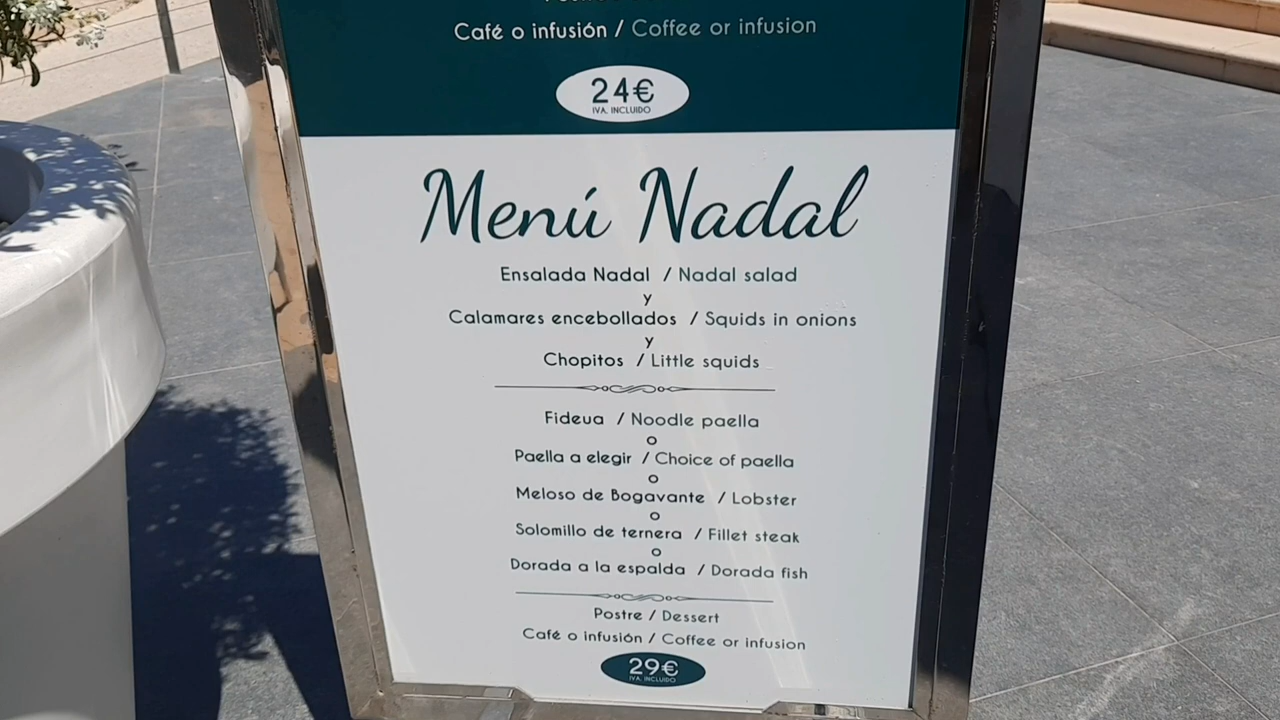 Café o infusión / Coffee or infusion
24€
IVA. INCLUIDO
Menú Nadal
Ensalada Nadal / Nadal salad
y
Calamares encebollados / Squids in onions
y
Chopitos / Little squids
Fideua / Noodle paella
o
Paella a elegir / Choice of paella
o
Meloso de Bogavante / Lobster
o
Solomillo de ternera / Fillet steak
o
Dorada a la espalda / Dorada fish
Postre / Dessert
Café o infusión / Coffee or infusion
29€
IVA. INCLUIDO